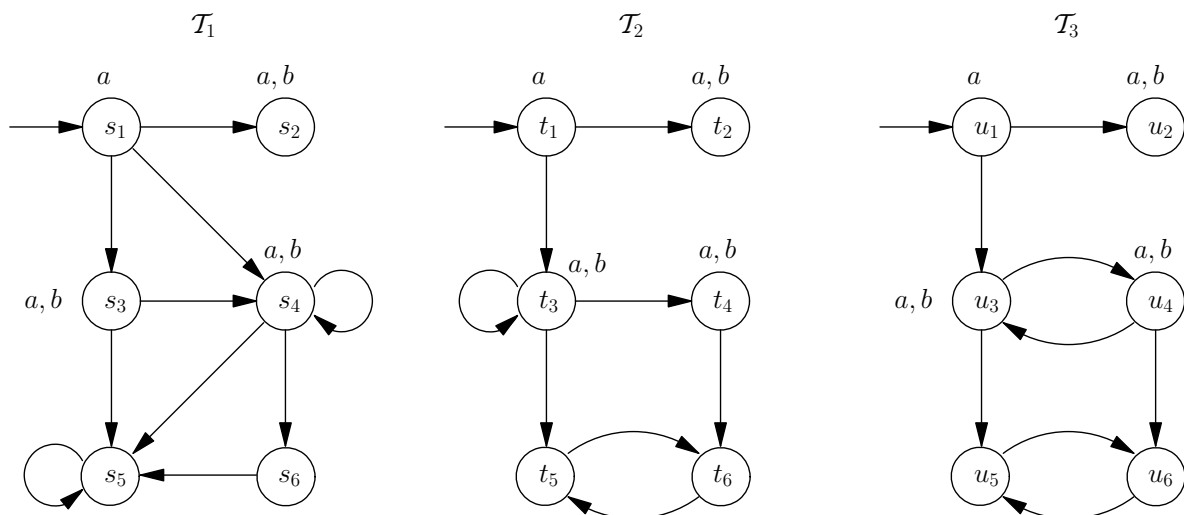 𝒯₁ 𝒯₂ 𝒯₃
a a, b a a, b a a, b
s₁ s₂ t₁ t₂ u₁ u₂
a, b a, b a, b a, b
a, b s₃ s₄ t₃ t₄ a, b u₃ u₄
s₅ s₆ t₅ t₆ u₅ u₆